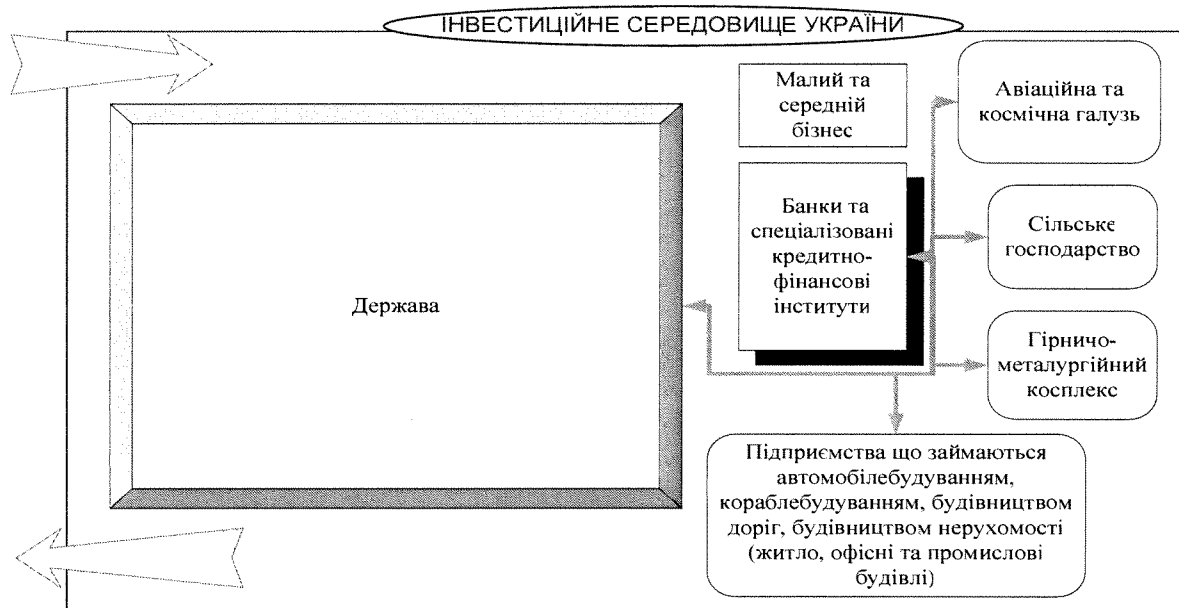 ІНВЕСТИЦІЙНЕ СЕРЕДОВИЩЕ УКРАЇНИ
Малий та
середній
бізнес
Авіаційна та
космічна галузь
Банки та
спеціалізовані
кредитно-
фінансові
інститути
Сільське
господарство
Держава
Гірничо-
металургійний
косплекс
Підприємства що займаються
автомобілебудуванням,
кораблебудуванням, будівництвом
доріг, будівництвом нерухомості
(житло, офісні та промислові
будівлі)